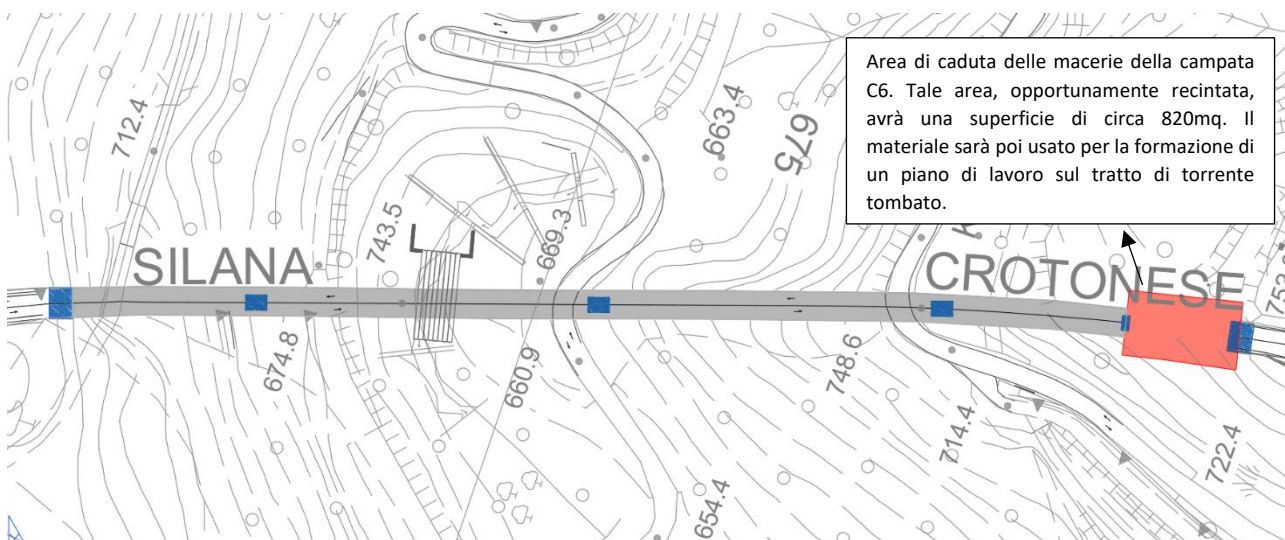 Area di caduta delle macerie della campata
C6. Tale area, opportunamente recintata,
avrà una superficie di circa 820mq. Il
materiale sarà poi usato per la formazione di
un piano di lavoro sul tratto di torrente
tombato.
712.4
663.4
675
743.5
669.3
SILANA
CROTONESE
674.8
660.9
748.6
714.4
722.4
654.4